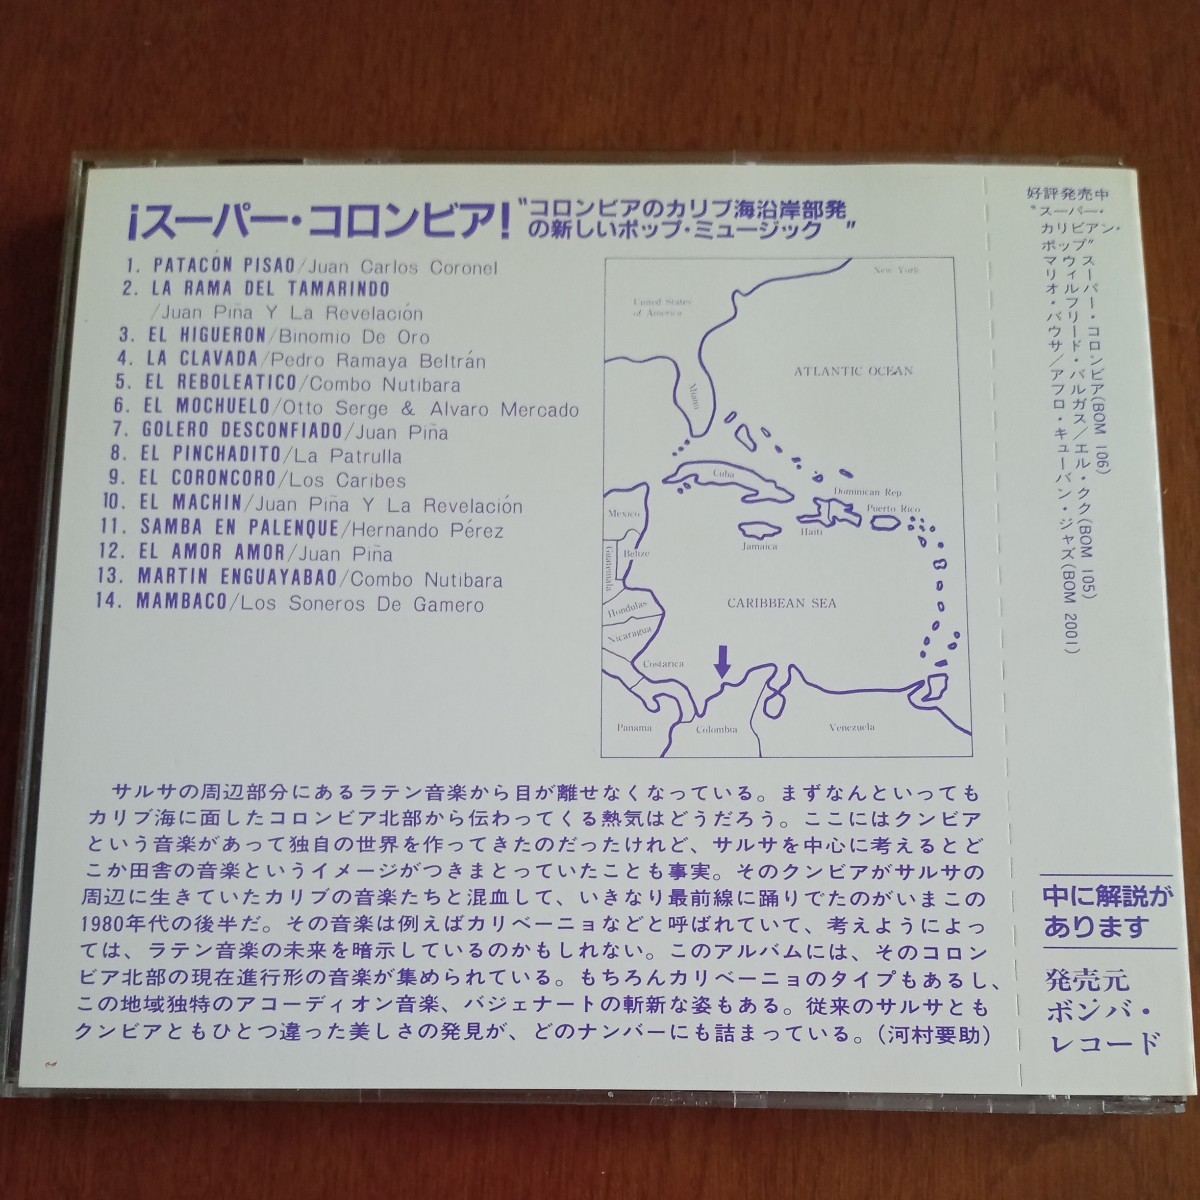 ¡スーパー・コロンビア!
"コロンビアのカリブ海沿岸部発
の新しいポップ・ミュージック"
1. PATACÓN PISAO/Juan Carlos Coronel
2. LA RAMA DEL TAMARINDO
/Juan Piña Y La Revelación
3. EL HIGUERON/Binomio De Oro
4. LA CLAVADA/Pedro Ramaya Beltrán
5. EL REBOLEATICO/Combo Nutibara
6. EL MOCHUELO/Otto Serge & Alvaro Mercado
7. GOLERO DESCONFIADO/Juan Piña
8. EL PINCHADITO/La Patrulla
9. EL CORONCORO/Los Caribes
10. EL MACHIN/Juan Piña Y La Revelación
11. SAMBA EN PALENQUE/Hernando Pérez
12. EL AMOR AMOR/Juan Piña
13. MARTIN ENGUAYABAO/Combo Nutibara
14. MAMBACO/Los Soneros De Gamero
New York
United States
of America
Miami
ATLANTIC OCEAN
Cuba
Dominican Rep.
Puerto Rico
Haiti
Jamaica
Mexico
Belize
Guatemala
Hondulas
Nicaragua
CARIBBEAN SEA
Costarica
Panama
Colombia
Venezuela
サルサの周辺部分にあるラテン音楽から目が離せなくなっている。まずなんといっても
カリブ海に面したコロンビア北部から伝わってくる熱気はどうだろう。ここにはクンビア
という音楽があって独自の世界を作ってきたのだったけれど、サルサを中心に考えるとど
こか田舎の音楽というイメージがつきまとっていたことも事実。そのクンビアがサルサの
周辺に生きていたカリブの音楽たちと混血して、いきなり最前線に踊りでたのがいまこの
1980年代の後半だ。その音楽は例えばカリベーニョなどと呼ばれていて、考えようによっ
ては、ラテン音楽の未来を暗示しているのかもしれない。このアルバムには、そのコロン
ビア北部の現在進行形の音楽が集められている。もちろんカリベーニョのタイプもあるし、
この地域独特のアコーディオン音楽、バジェナートの斬新な姿もある。従来のサルサとも
クンビアともひとつ違った美しさの発見が、どのナンバーにも詰まっている。(河村要助)
好評発売中
"スーパー・
カリビアン・
ポップ"
スーパー・コロンビア(BOM 106)
ウィルフリード・バルガス/エル・クク(BOM 105)
マリオ・バウサ/アフロ・キューバン・ジャズ(BOM 2001)
中に解説が
あります
発売元
ボンバ・
レコード